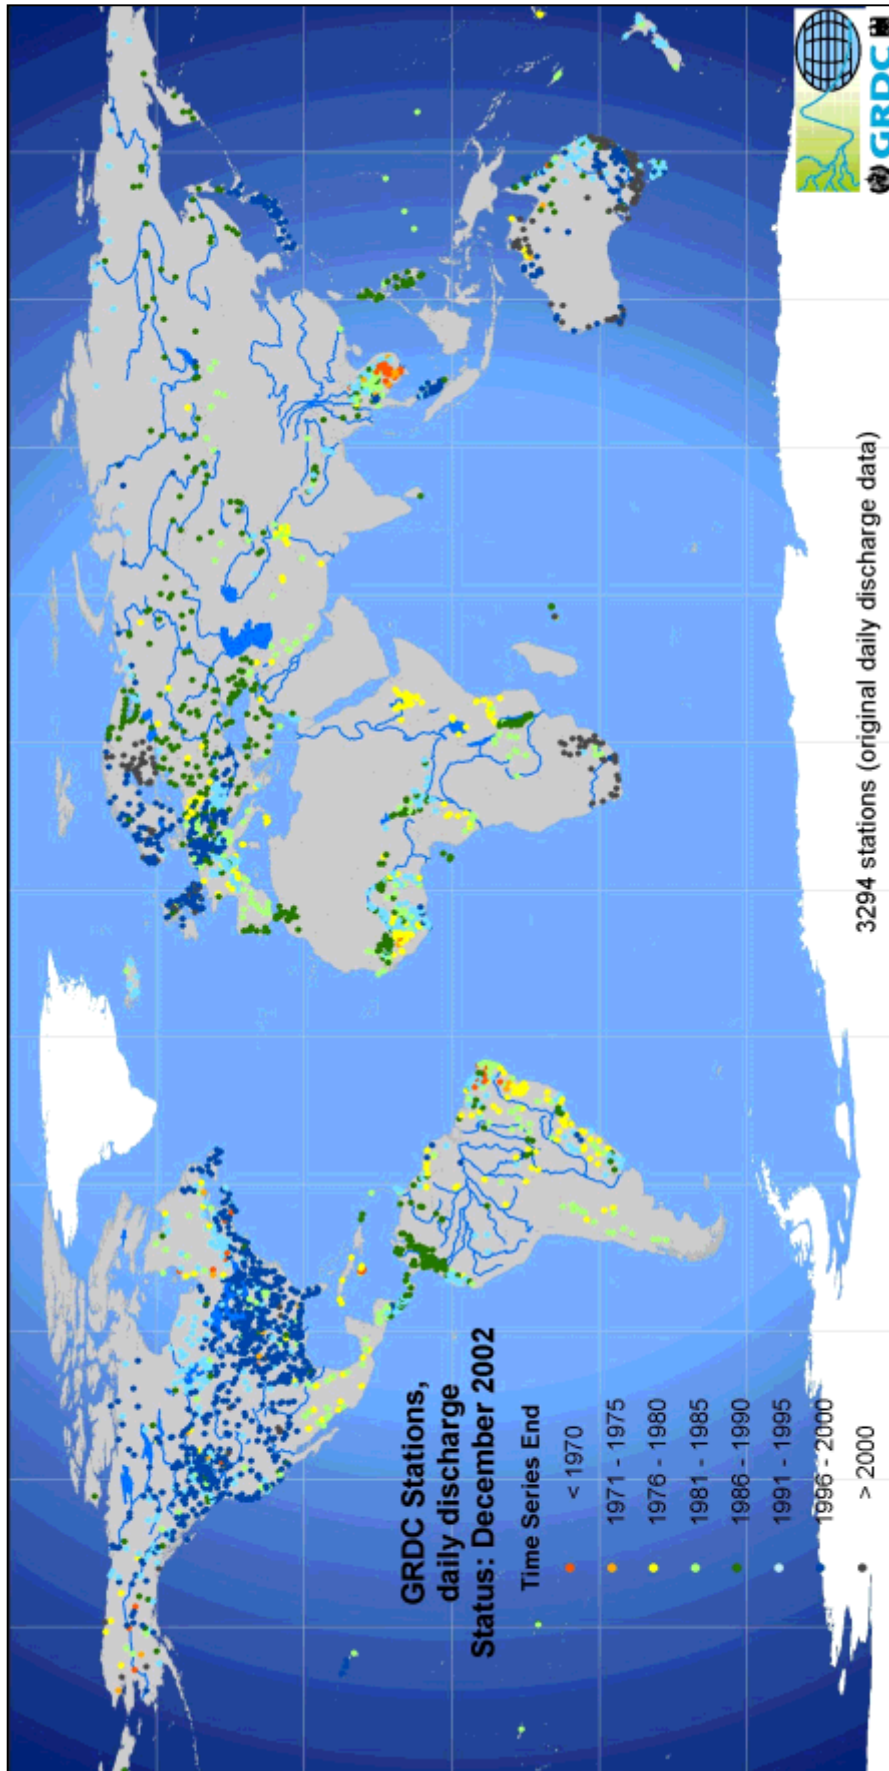 GRDC Stations,
daily discharge
Status: December 2002
Time Series End
< 1970
1971 - 1975
1976 - 1980
1981 - 1985
1986 - 1990
1991 - 1995
1996 - 2000
> 2000
3294 stations (original daily discharge data)
GRDC